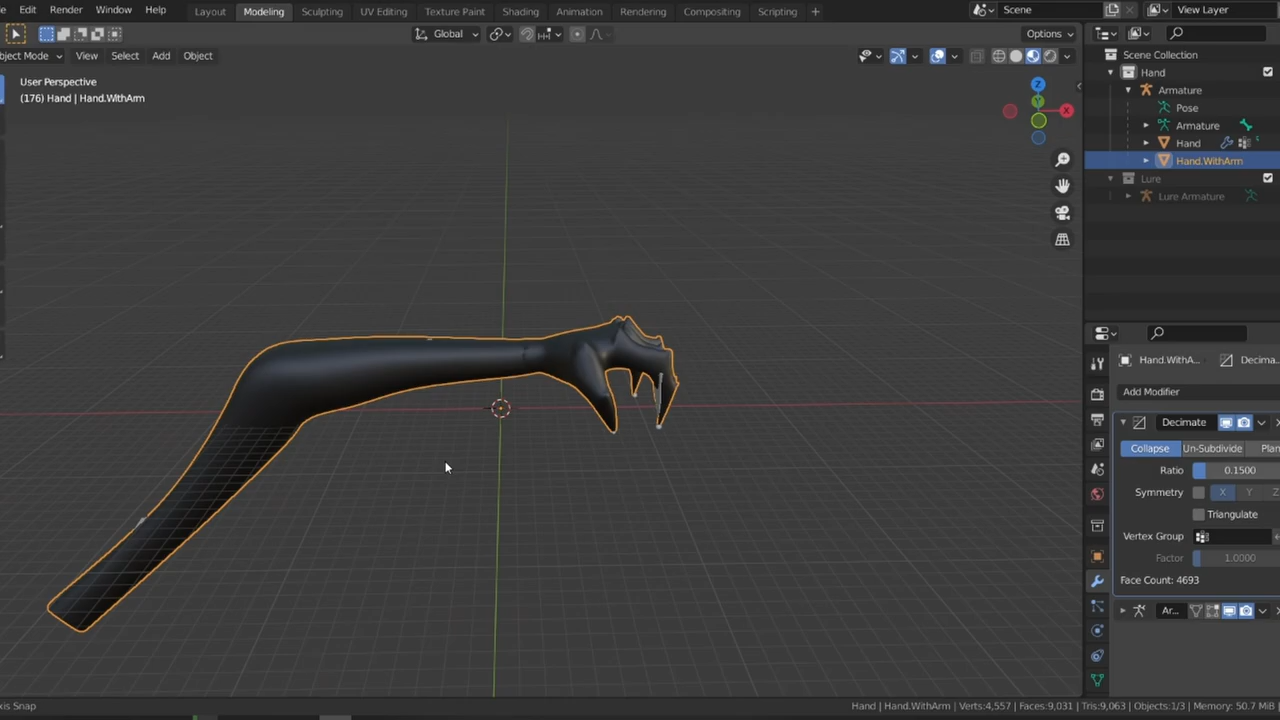 Edit Render Window Help Layout Modeling Sculpting UV Editing Texture Paint Shading Animation Rendering Compositing Scripting + Scene View Layer
Global Options
bject Mode View Select Add Object
User Perspective
(176) Hand | Hand.WithArm
Z
Y
X
Scene Collection
Hand
Armature
Pose
Armature
Hand
Hand.WithArm
Lure
Lure Armature
Hand.WithA... Decima..
Add Modifier
Decimate
Collapse Un-Subdivide Plan
Ratio 0.1500
Symmetry X Y Z
Triangulate
Vertex Group
Factor 1.0000
Face Count: 4693
Ar...
xis Snap
Hand | Hand.WithArm | Verts:4,557 | Faces:9,031 | Tris:9,063 | Objects:1/3 | Memory: 50.7 MiB